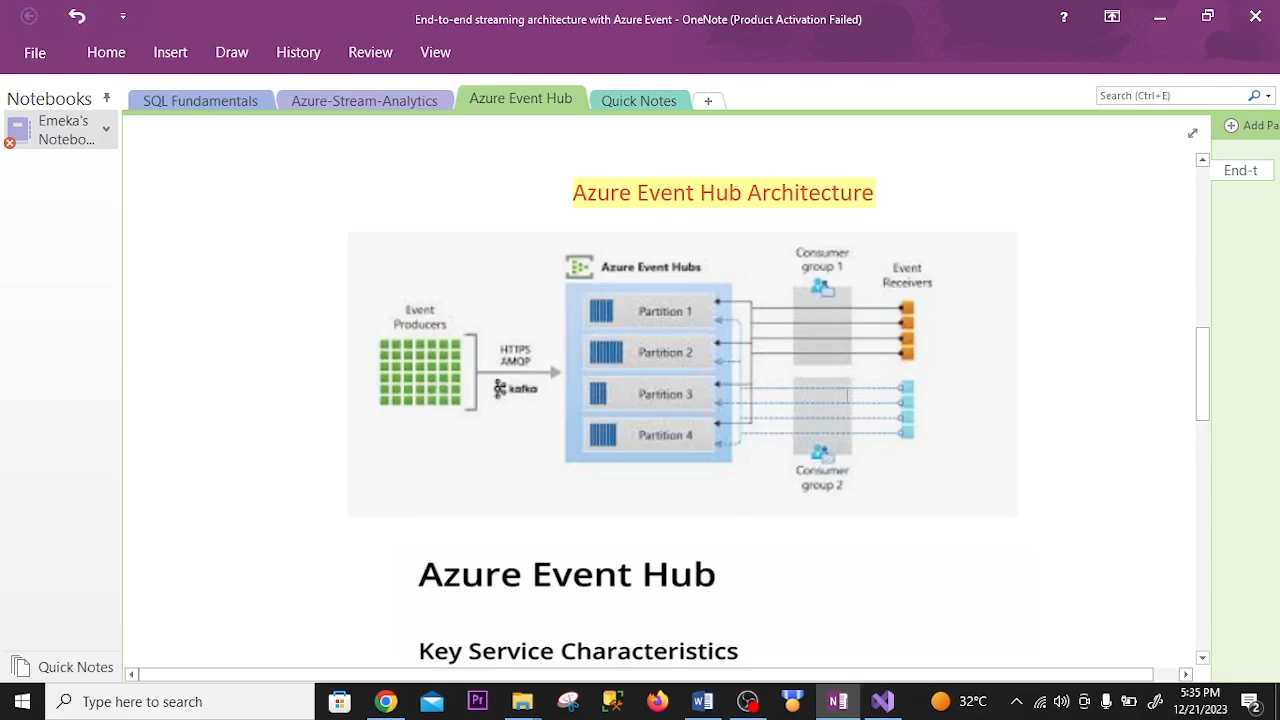 End-to-end streaming architecture with Azure Event - OneNote (Product Activation Failed)
?
File Home Insert Draw History Review View
Notebooks
SQL Fundamentals Azure-Stream-Analytics Azure Event Hub Quick Notes +
Search (Ctrl+E)
Emeka's
Notebo...
Add Pa
End-t
Azure Event Hub Architecture
Event
Producers
HTTPS
AMQP
kafka
Azure Event Hubs
Partition 1
Partition 2
Partition 3
Partition 4
Consumer
group 1
Event
Receivers
Consumer
group 2
Azure Event Hub
Key Service Characteristics
Quick Notes
Type here to search
Pr
W
N
32°C
5:35 PM
12/21/2023
2